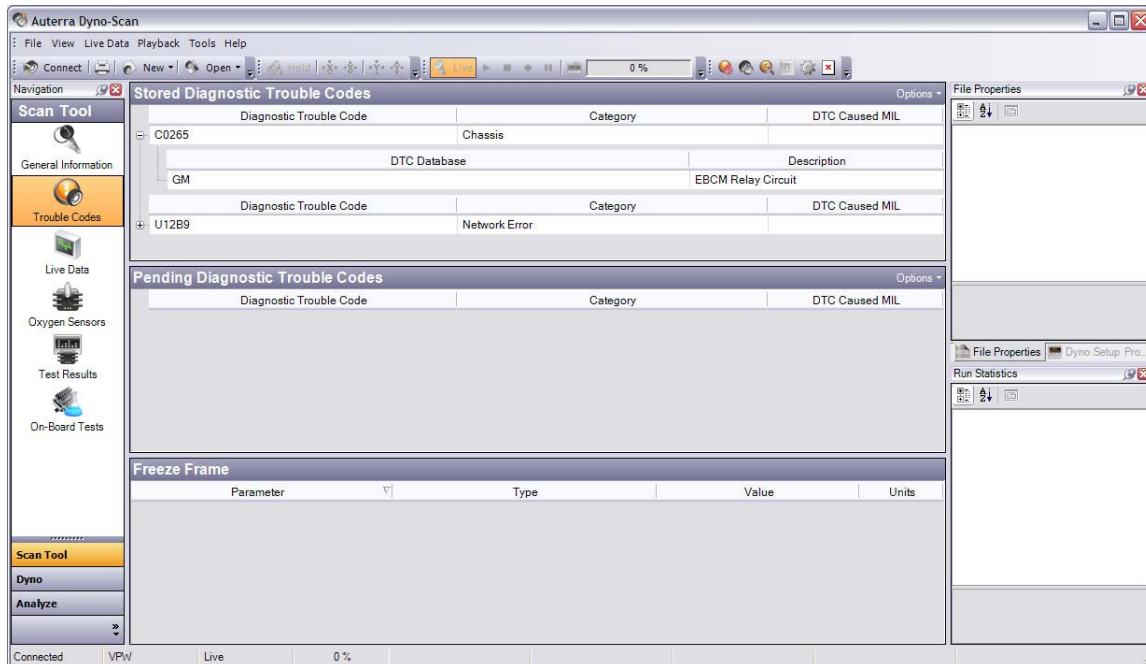 Auterra Dyno-Scan
File View Live Data Playback Tools Help
Connect New Open Hold Live 0 %
Navigation
Scan Tool
General Information
Trouble Codes
Live Data
Oxygen Sensors
Test Results
On-Board Tests
Scan Tool
Dyno
Analyze
Stored Diagnostic Trouble Codes Options
Diagnostic Trouble Code Category DTC Caused MIL
C0265 Chassis
DTC Database Description
GM EBCM Relay Circuit
Diagnostic Trouble Code Category DTC Caused MIL
U12B9 Network Error
Pending Diagnostic Trouble Codes Options
Diagnostic Trouble Code Category DTC Caused MIL
Freeze Frame
Parameter Type Value Units
File Properties
File Properties Dyno Setup Pro...
Run Statistics
Connected VPW Live 0 %